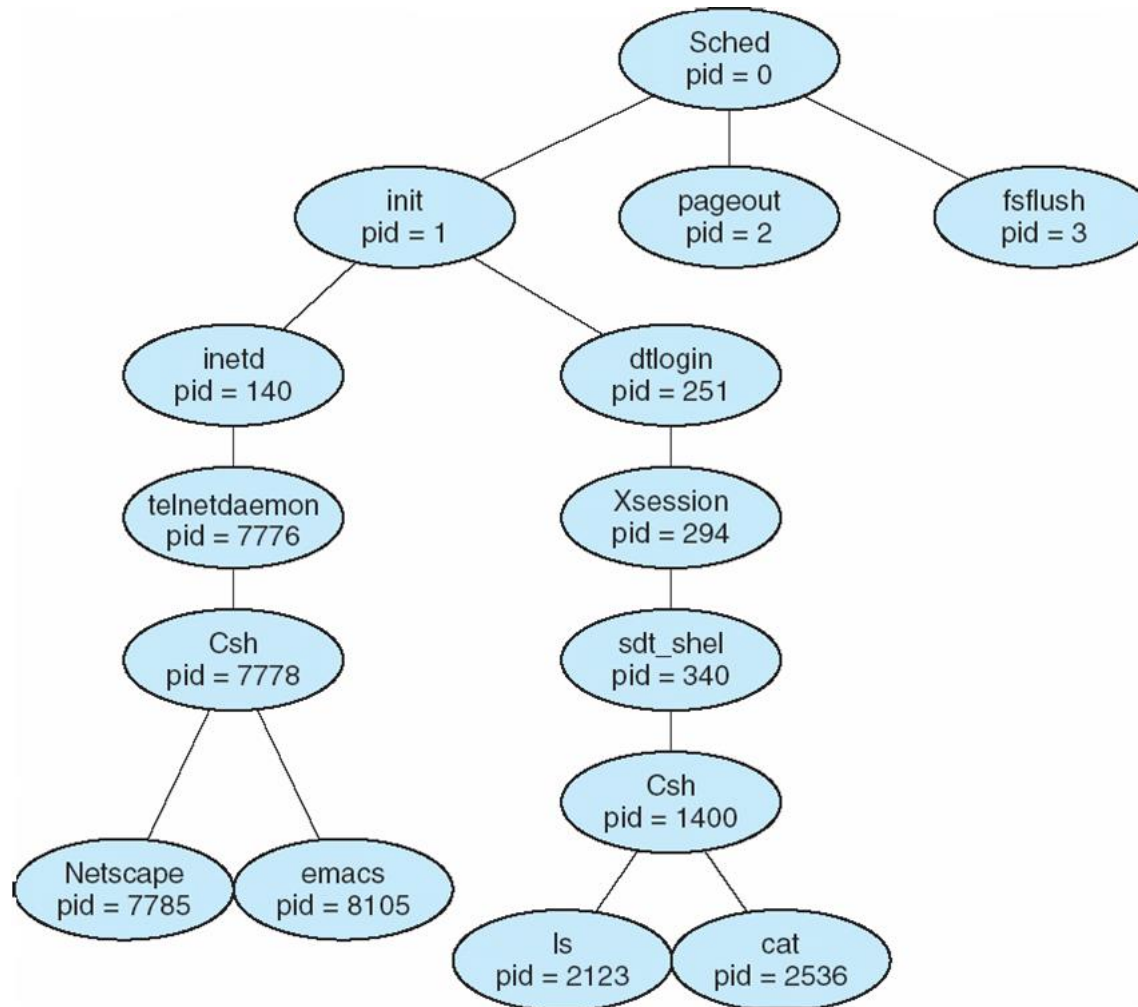 Sched
pid = 0
init
pid = 1
pageout
pid = 2
fsflush
pid = 3
inetd
pid = 140
dtlogin
pid = 251
telnetdaemon
pid = 7776
Xsession
pid = 294
Csh
pid = 7778
sdt_shel
pid = 340
Csh
pid = 1400
Netscape
pid = 7785
emacs
pid = 8105
ls
pid = 2123
cat
pid = 2536